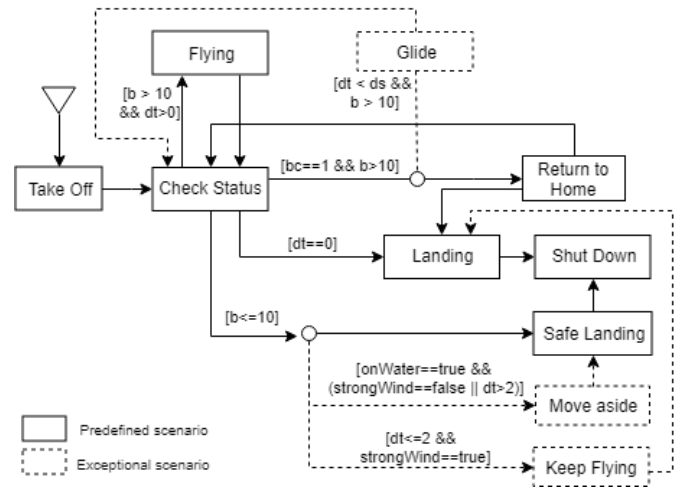 Flying
Glide
[b > 10
&& dt>0]
[dt < ds &&
b > 10]
Take Off
Check Status
[bc==1 && b>10]
Return to
Home
[dt==0]
Landing
Shut Down
[b<=10]
Safe Landing
[onWater==true &&
(strongWind==false || dt>2)]
Move aside
[dt<=2 &&
strongWind==true]
Keep Flying
Predefined scenario
Exceptional scenario